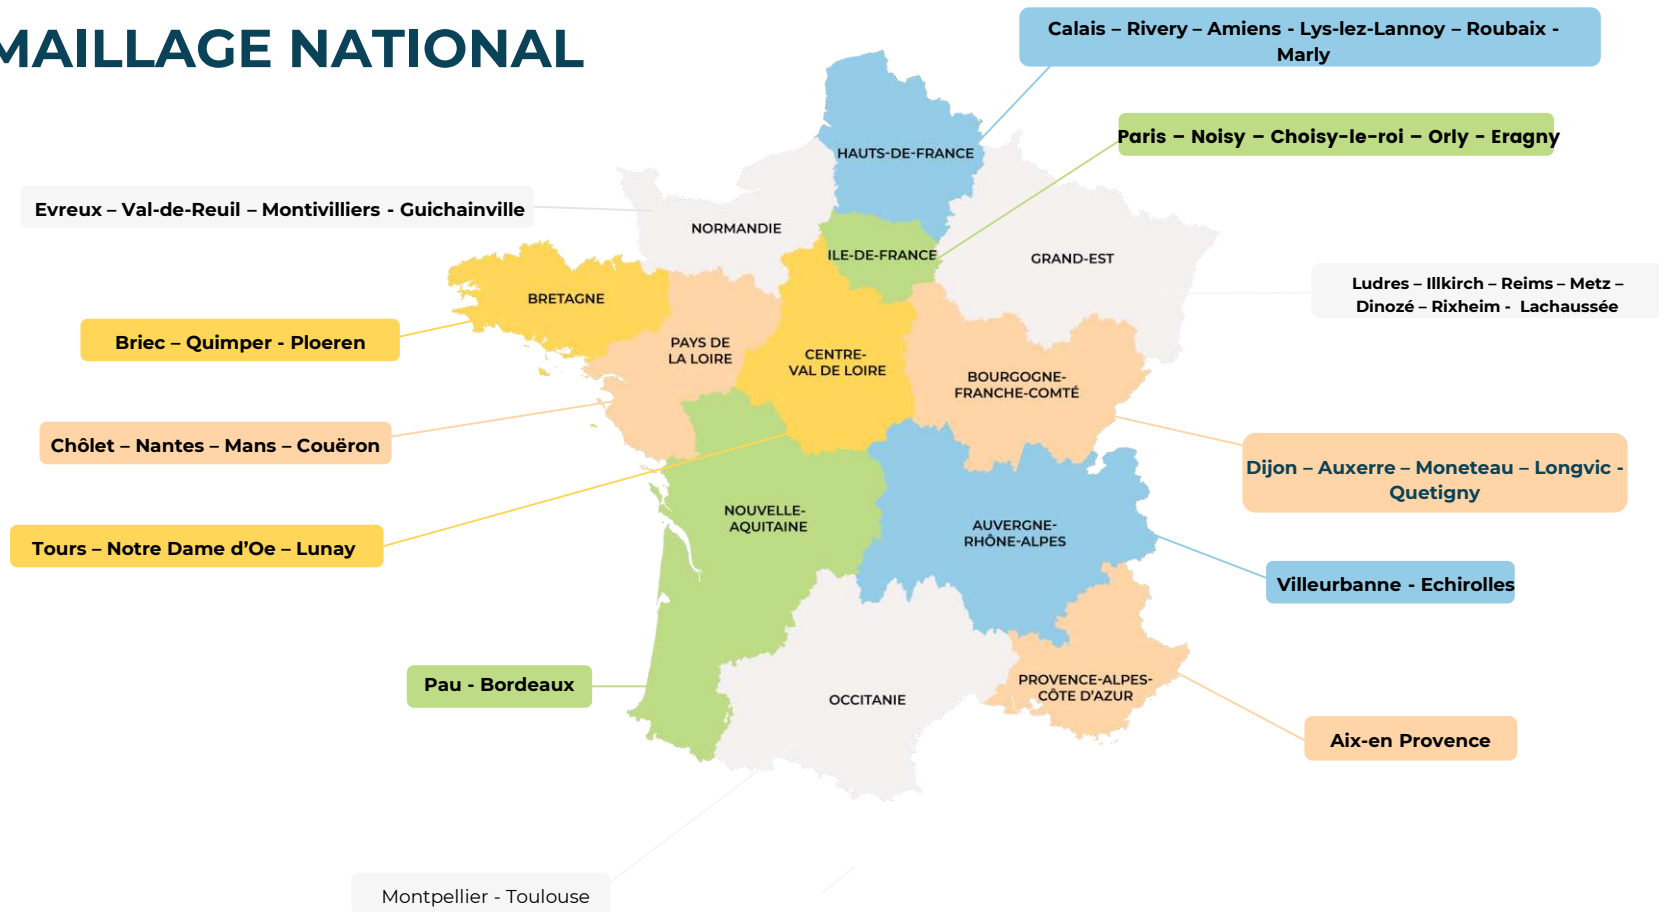 MAILLAGE NATIONAL
Calais – Rivery – Amiens - Lys-lez-Lannoy – Roubaix -
Marly
Paris – Noisy – Choisy-le-roi – Orly - Eragny
HAUTS-DE-FRANCE
Evreux – Val-de-Reuil – Montivilliers - Guichainville
NORMANDIE
ILE-DE-FRANCE
GRAND-EST
Ludres – Illkirch – Reims – Metz –
Dinozé – Rixheim - Lachaussée
BRETAGNE
Briec – Quimper - Ploeren
PAYS DE
LA LOIRE
CENTRE-
VAL DE LOIRE
BOURGOGNE-
FRANCHE-COMTÉ
Chôlet – Nantes – Mans – Couëron
Dijon – Auxerre – Moneteau – Longvic -
Quetigny
NOUVELLE-
AQUITAINE
AUVERGNE-
RHÔNE-ALPES
Tours – Notre Dame d’Oe – Lunay
Villeurbanne - Echirolles
Pau - Bordeaux
OCCITANIE
PROVENCE-ALPES-
CÔTE D’AZUR
Aix-en Provence
Montpellier - Toulouse